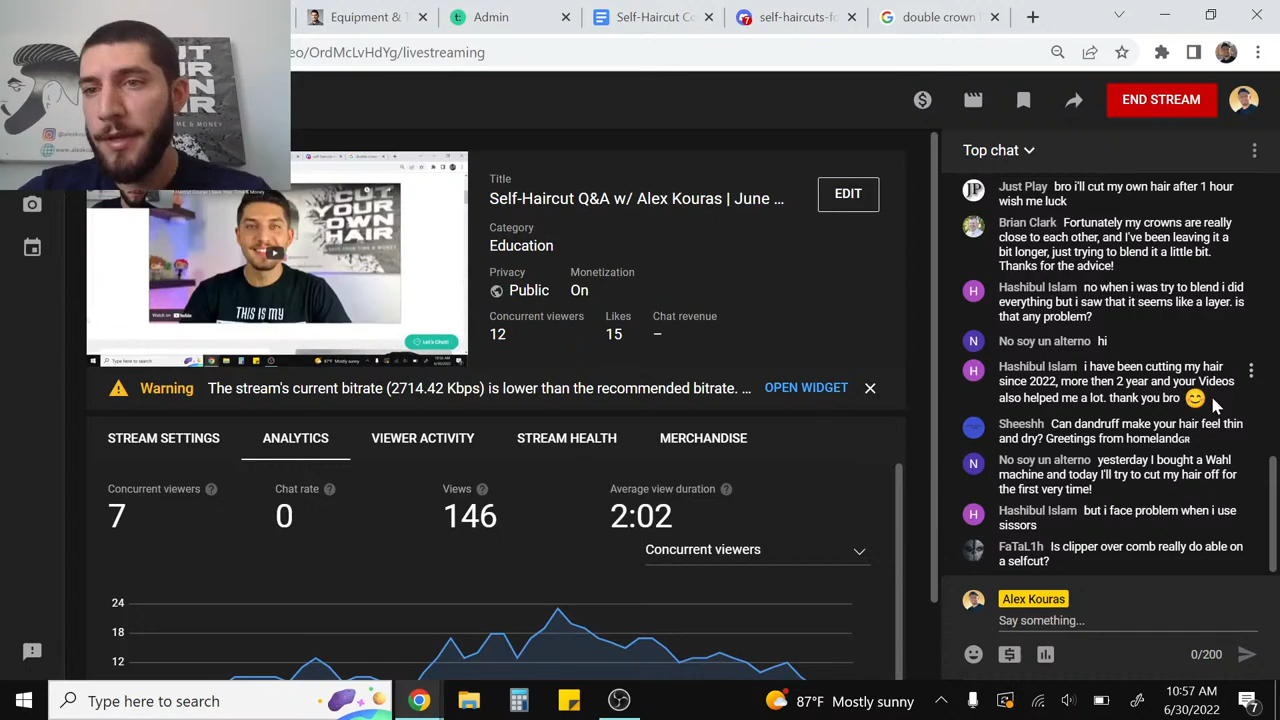 Equipment & T
Admin
Self-Haircut Co
self-haircuts-fo
double crown
eo/OrdMcLvHdYg/livestreaming
END STREAM
Top chat
Title
Self-Haircut Q&A w/ Alex Kouras | June ...
EDIT
Category
Education
Privacy
Monetization
Public
On
Concurrent viewers
Likes
Chat revenue
12
15
–
CUT
YOUR
OWN
HAIR
THIS IS MY
Watch on YouTube
Let's Chat!
Warning
The stream's current bitrate (2714.42 Kbps) is lower than the recommended bitrate. ...
OPEN WIDGET
STREAM SETTINGS
ANALYTICS
VIEWER ACTIVITY
STREAM HEALTH
MERCHANDISE
Concurrent viewers
Chat rate
Views
Average view duration
7
0
146
2:02
Concurrent viewers
24
18
12
Just Play bro i'll cut my own hair after 1 hour
wish me luck
Brian Clark Fortunately my crowns are really
close to each other, and I've been leaving it a
bit longer, just trying to blend it a little bit.
Thanks for the advice!
Hashibul Islam no when i was try to blend i did
everything but i saw that it seems like a layer. is
that any problem?
No soy un alterno hi
Hashibul Islam i have been cutting my hair
since 2022, more then 2 year and your Videos
also helped me a lot. thank you bro 😊
Sheeshh Can dandruff make your hair feel thin
and dry? Greetings from homeland GR
No soy un alterno yesterday I bought a Wahl
machine and today I'll try to cut my hair off for
the first very time!
Hashibul Islam but i face problem when i use
sissors
FaTaL1h Is clipper over comb really do able on
a selfcut?
Alex Kouras
Say something...
0/200
Type here to search
87°F Mostly sunny
10:57 AM
6/30/2022
7